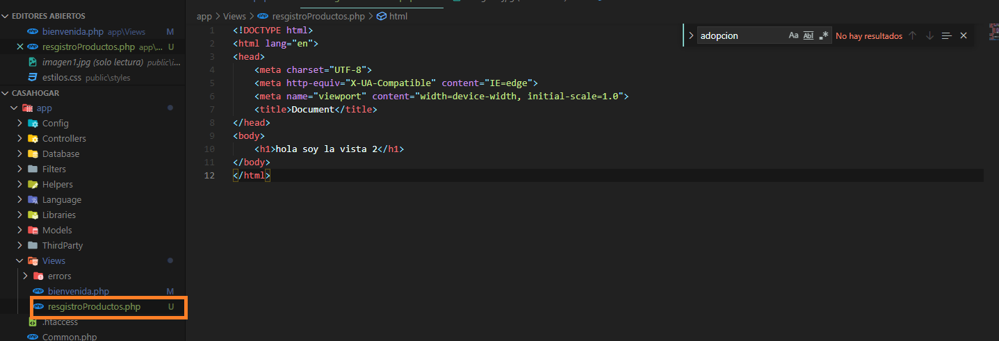 EDITORES ABIERTOS
bienvenida.php app\Views M
resgistroProductos.php app\... U
imagen1.jpg (solo lectura) public\i...
estilos.css public\styles
CASAHOGAR
app
Config
Controllers
Database
Filters
Helpers
Language
Libraries
Models
ThirdParty
Views
errors
bienvenida.php M
resgistroProductos.php U
.htaccess
Common.php
app > Views > resgistroProductos.php > html
1 <!DOCTYPE html>
2 <html lang="en">
3 <head>
4 <meta charset="UTF-8">
5 <meta http-equiv="X-UA-Compatible" content="IE=edge">
6 <meta name="viewport" content="width=device-width, initial-scale=1.0">
7 <title>Document</title>
8 </head>
9 <body>
10 <h1>hola soy la vista 2</h1>
11 </body>
12 </html>
adopcion Aa Abl .* No hay resultados